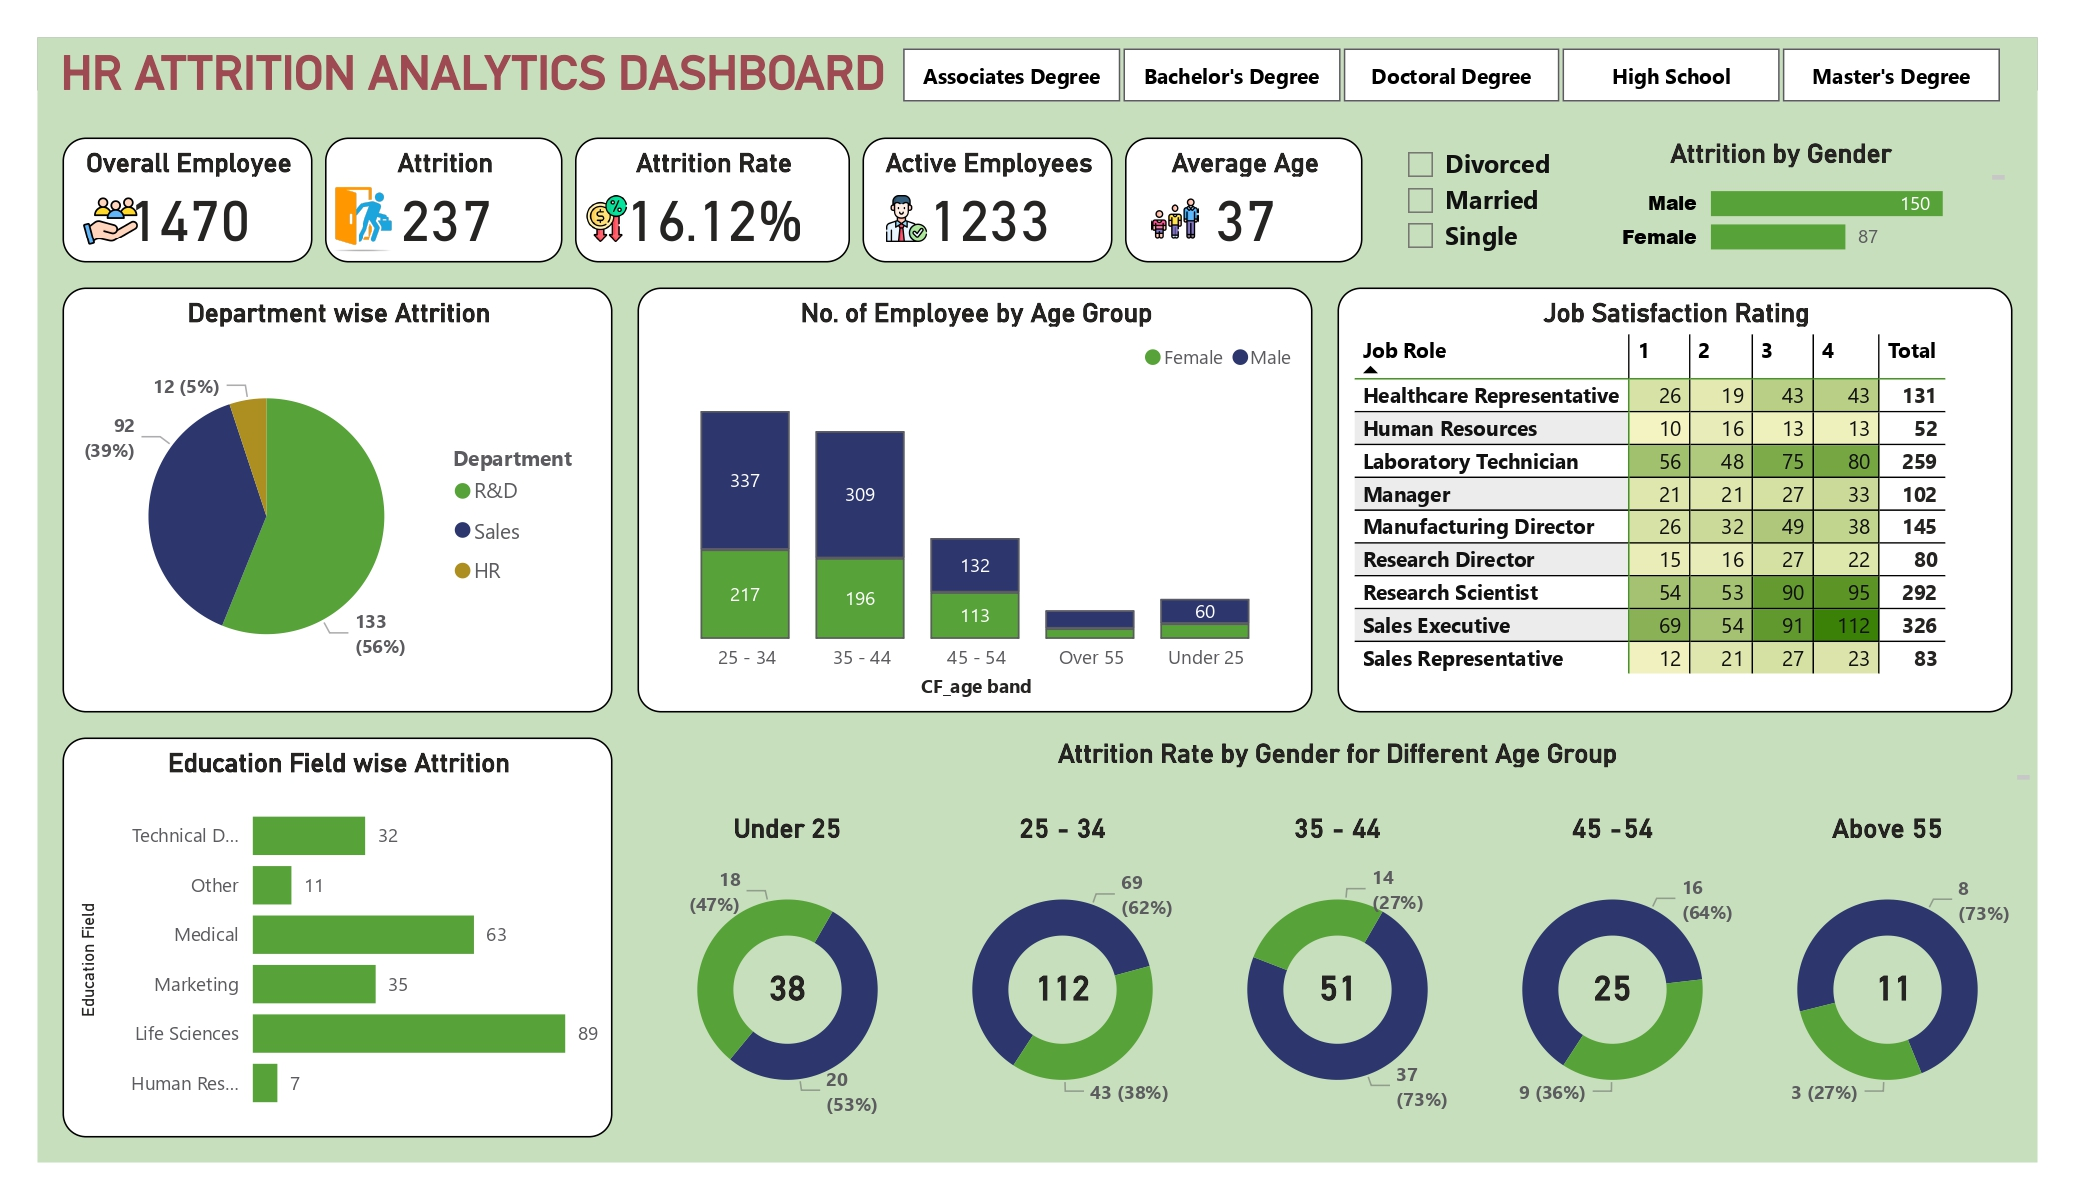 HR ATTRITION ANALYTICS DASHBOARD
Associates Degree
Bachelor's Degree
Doctoral Degree
High School
Master's Degree
Overall Employee
1470
Attrition
237
Attrition Rate
$ %
16.12%
Active Employees
1233
Average Age
37
Divorced
Married
Single
Attrition by Gender
Male 150
Female 87
Department wise Attrition
12 (5%)
92
(39%)
133
(56%)
Department
R&D
Sales
HR
No. of Employee by Age Group
Female Male
337
217
309
196
132
113
60
25 - 34 35 - 44 45 - 54 Over 55 Under 25
CF_age band
Job Satisfaction Rating
Job Role 1 2 3 4 Total
Healthcare Representative 26 19 43 43 131
Human Resources 10 16 13 13 52
Laboratory Technician 56 48 75 80 259
Manager 21 21 27 33 102
Manufacturing Director 26 32 49 38 145
Research Director 15 16 27 22 80
Research Scientist 54 53 90 95 292
Sales Executive 69 54 91 112 326
Sales Representative 12 21 27 23 83
Education Field wise Attrition
Education Field
Technical D... 32
Other 11
Medical 63
Marketing 35
Life Sciences 89
Human Res... 7
Attrition Rate by Gender for Different Age Group
Under 25
18
(47%)
38
20
(53%)
25 - 34
69
(62%)
112
43 (38%)
35 - 44
14
(27%)
51
37
(73%)
45 -54
16
(64%)
25
9 (36%)
Above 55
8
(73%)
11
3 (27%)